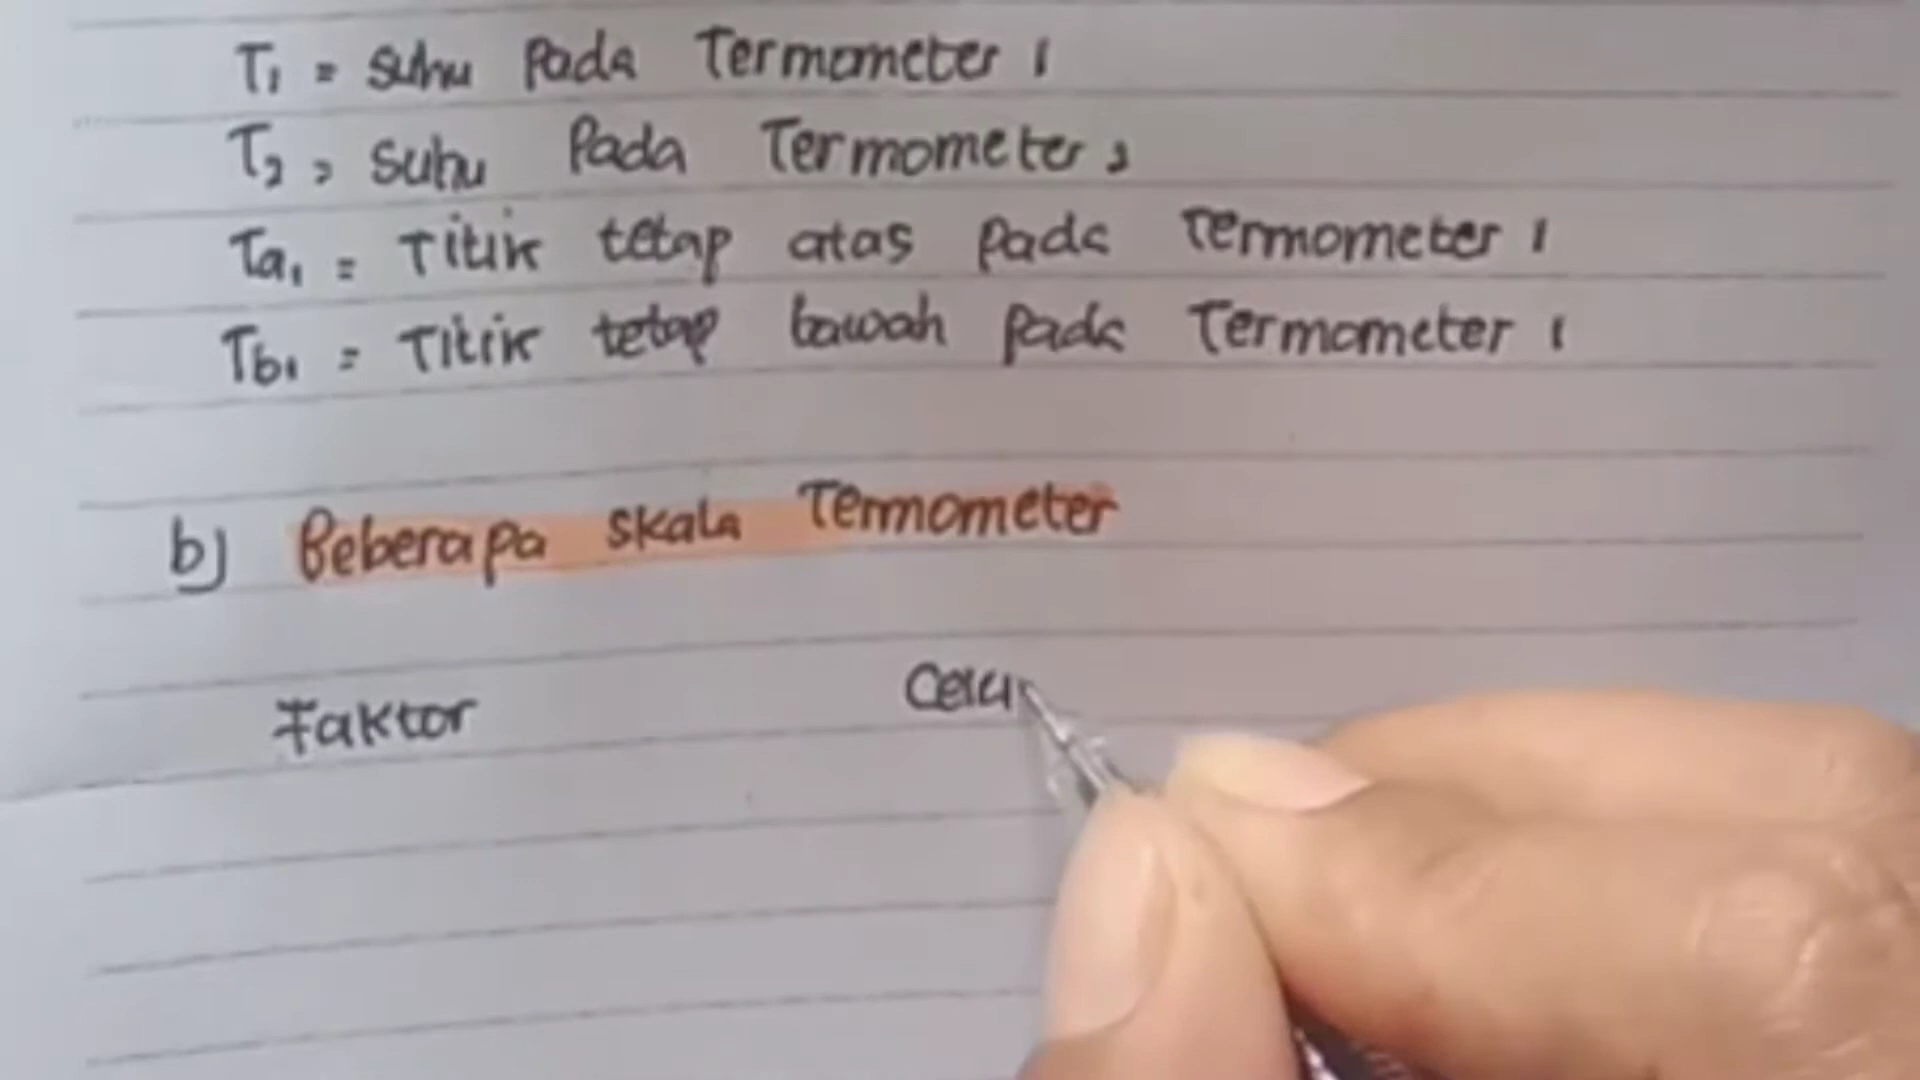 T1 = suhu pada Termometer 1
T2 = suhu pada Termometer 2
Ta1 = Titik tetap atas pada Termometer 1
Tb1 = Titik tetap bawah pada Termometer 1
b) Beberapa skala Termometer
Faktor Celu